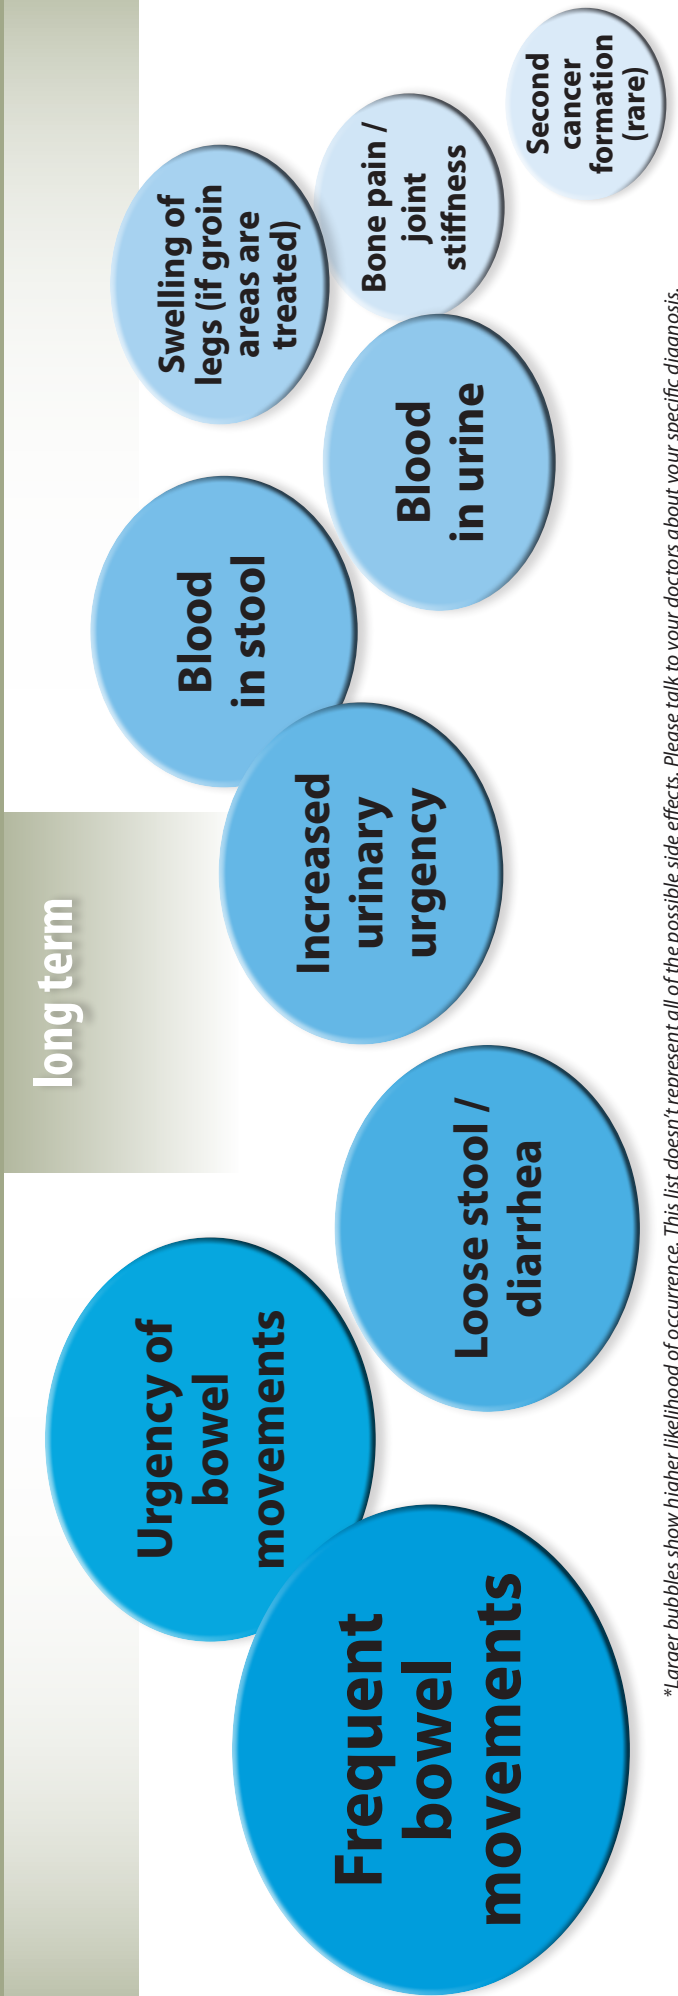 long term
Frequent
bowel
movements
Urgency of
bowel
movements
Loose stool /
diarrhea
Increased
urinary
urgency
Blood
in stool
Blood
in urine
Swelling of
legs (if groin
areas are
treated)
Bone pain /
joint
stiffness
Second
cancer
formation
(rare)
*Larger bubbles show higher likelihood of occurrence. This list doesn't represent all of the possible side effects. Please talk to your doctors about your specific diagnosis.